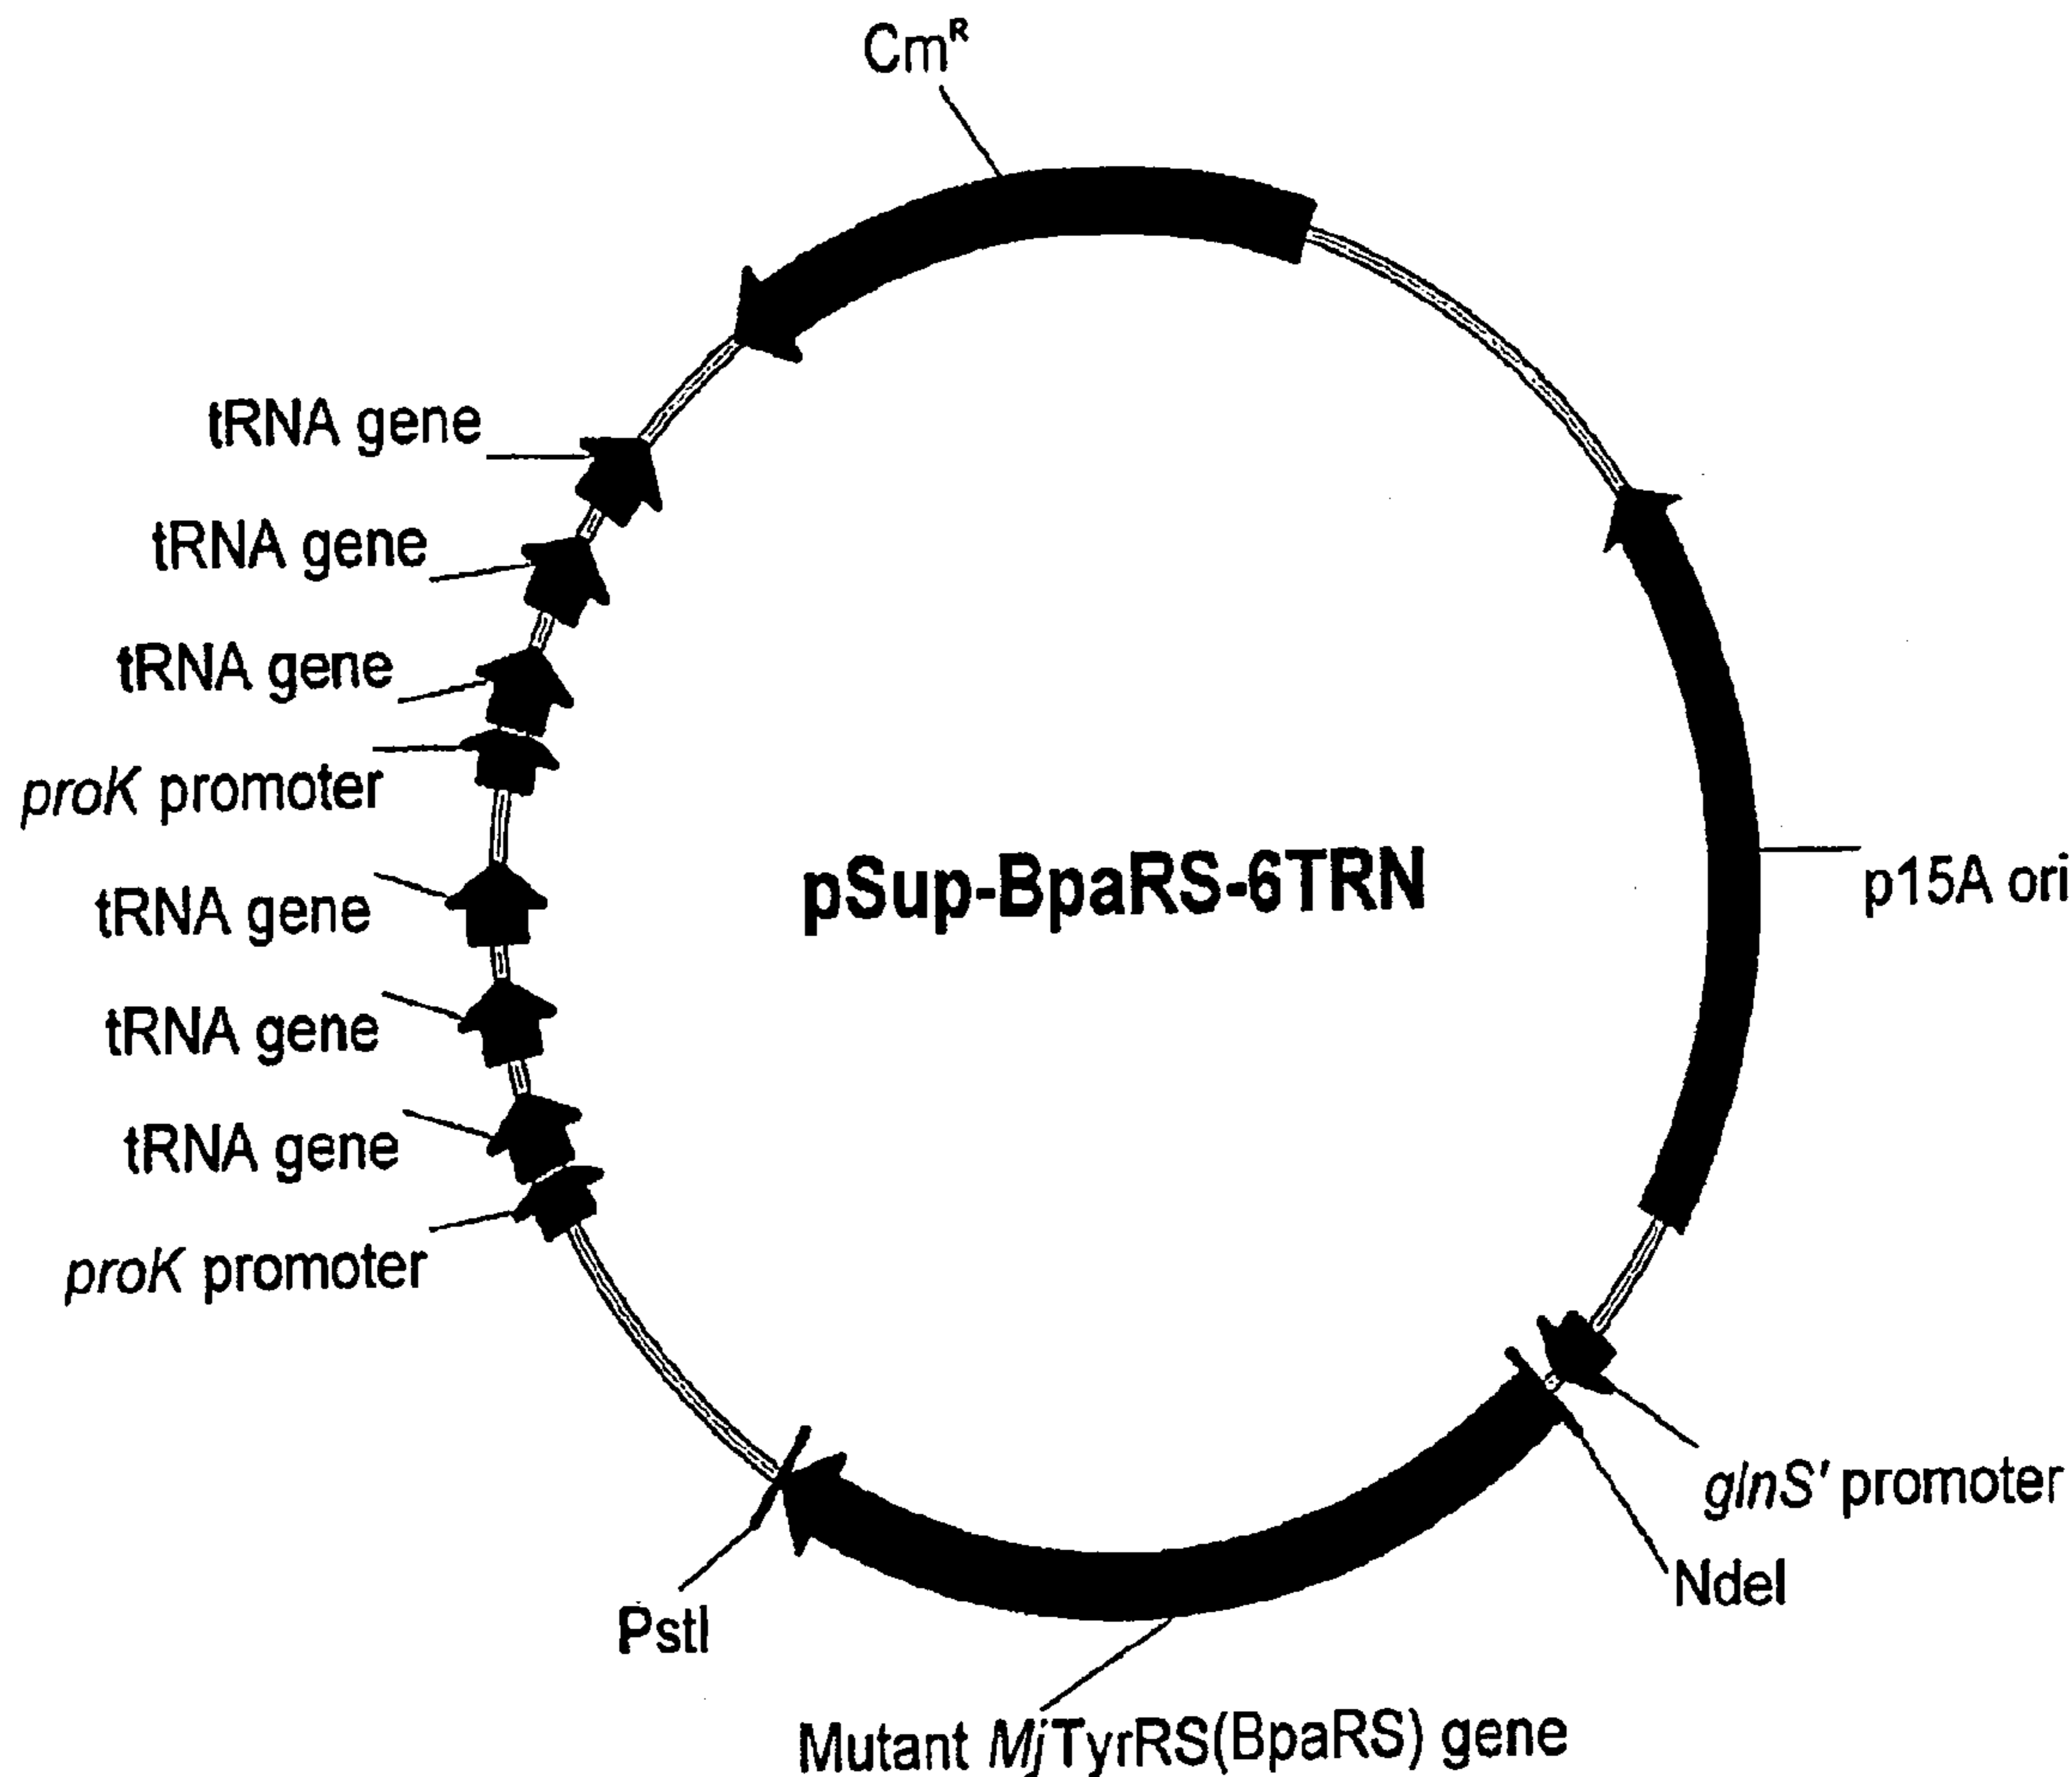 Cmᴿ
tRNA gene
tRNA gene
tRNA gene
proK promoter
tRNA gene
pSup-BpaRS-6TRN
p15A ori
tRNA gene
tRNA gene
proK promoter
glnS' promoter
NdeI
PstI
Mutant MjTyrRS(BpaRS) gene